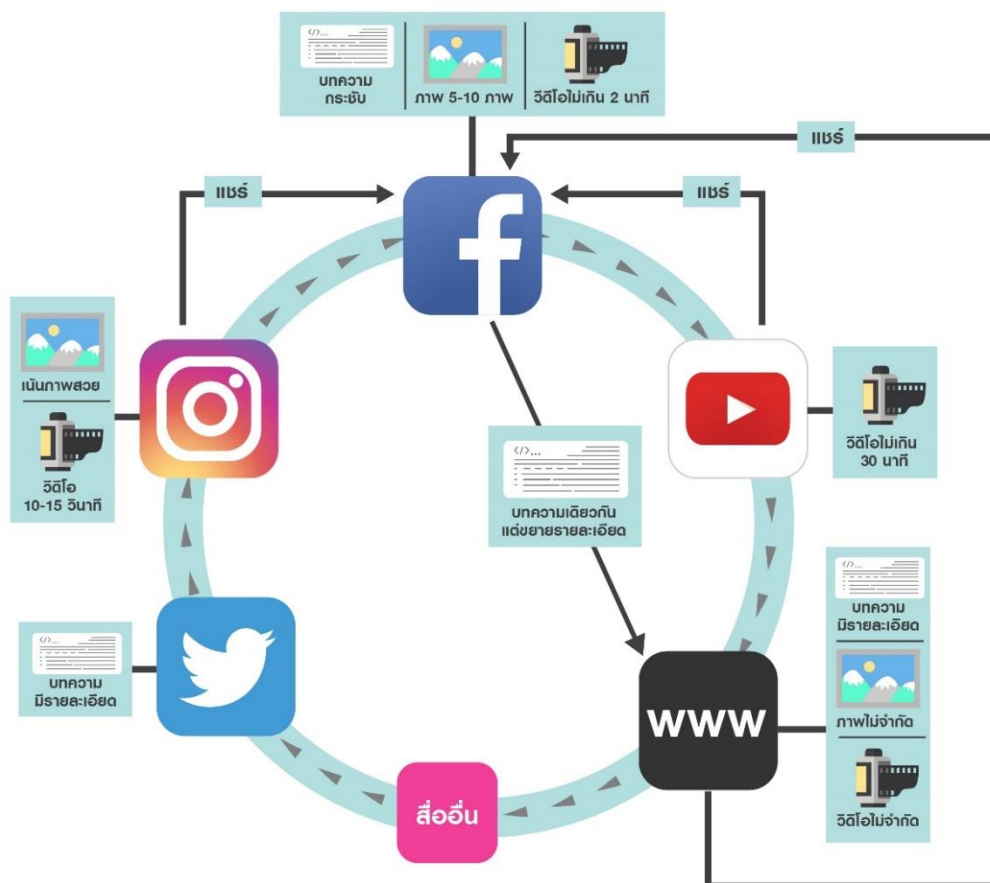 </>...
บทความ
กระชับ
ภาพ 5-10 ภาพ
วิดีโอไม่เกิน 2 นาที
แชร์
แชร์
แชร์
f
เน้นภาพสวย
วิดีโอ
10-15 วินาที
วิดีโอไม่เกิน
30 นาที
</>...
บทความเดียวกัน
แต่ขยายรายละเอียด
</>...
บทความ
มีรายละเอียด
ภาพไม่จำกัด
วิดีโอไม่จำกัด
</>...
บทความ
มีรายละเอียด
www
สื่ออื่น